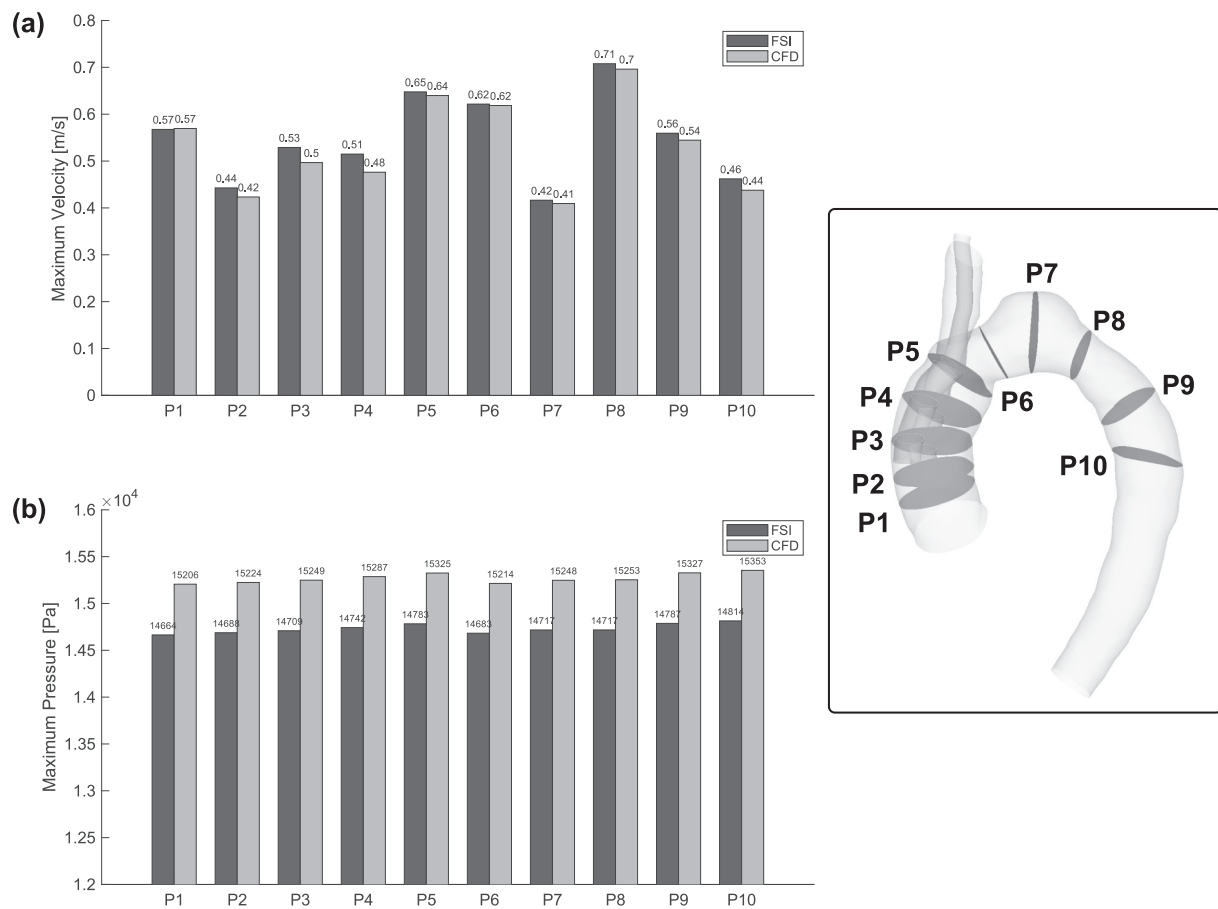 (a)
0.8
0.7
0.6
0.5
0.4
0.3
0.2
0.1
0
Maximum Velocity [m/s]
FSI
CFD
0.57 0.57
0.44 0.42
0.53 0.5
0.51 0.48
0.65 0.64
0.62 0.62
0.42 0.41
0.71 0.7
0.56 0.54
0.46 0.44
P1 P2 P3 P4 P5 P6 P7 P8 P9 P10
(b)
×10⁴
1.6
1.55
1.5
1.45
1.4
1.35
1.3
1.25
1.2
Maximum Pressure [Pa]
FSI
CFD
14664 15206
14688 15224
14709 15249
14742 15287
14783 15325
14683 15214
14717 15248
14717 15253
14787 15327
14814 15353
P1 P2 P3 P4 P5 P6 P7 P8 P9 P10
P7
P8
P5
P6
P9
P4
P3
P10
P2
P1